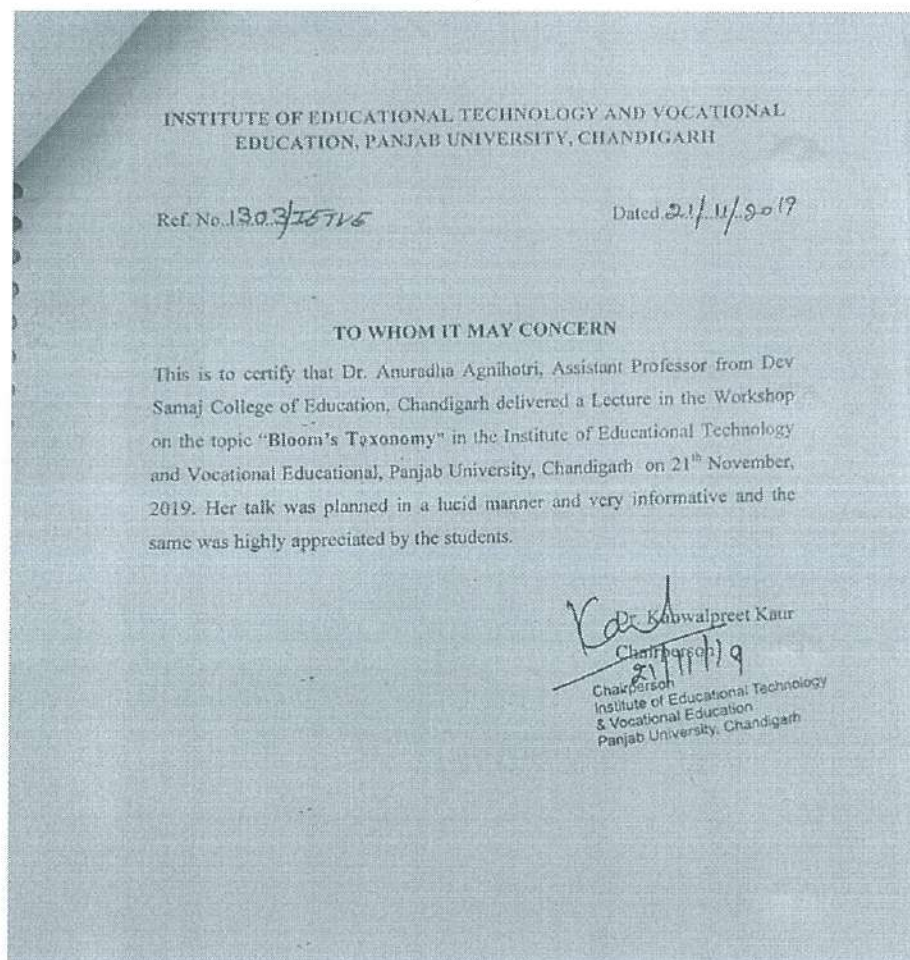 INSTITUTE OF EDUCATIONAL TECHNOLOGY AND VOCATIONAL
EDUCATION, PANJAB UNIVERSITY, CHANDIGARH
Ref. No. 1303/IETVE
Dated 21/11/2019
TO WHOM IT MAY CONCERN
This is to certify that Dr. Anuradha Agnihotri, Assistant Professor from Dev
Samaj College of Education, Chandigarh delivered a Lecture in the Workshop
on the topic “Bloom’s Taxonomy” in the Institute of Educational Technology
and Vocational Educational, Panjab University, Chandigarh on 21th November,
2019. Her talk was planned in a lucid manner and very informative and the
same was highly appreciated by the students.
Dr. Kanwalpreet Kaur
Chairperson
21/11/19
Chairperson
Institute of Educational Technology
& Vocational Education
Panjab University, Chandigarh